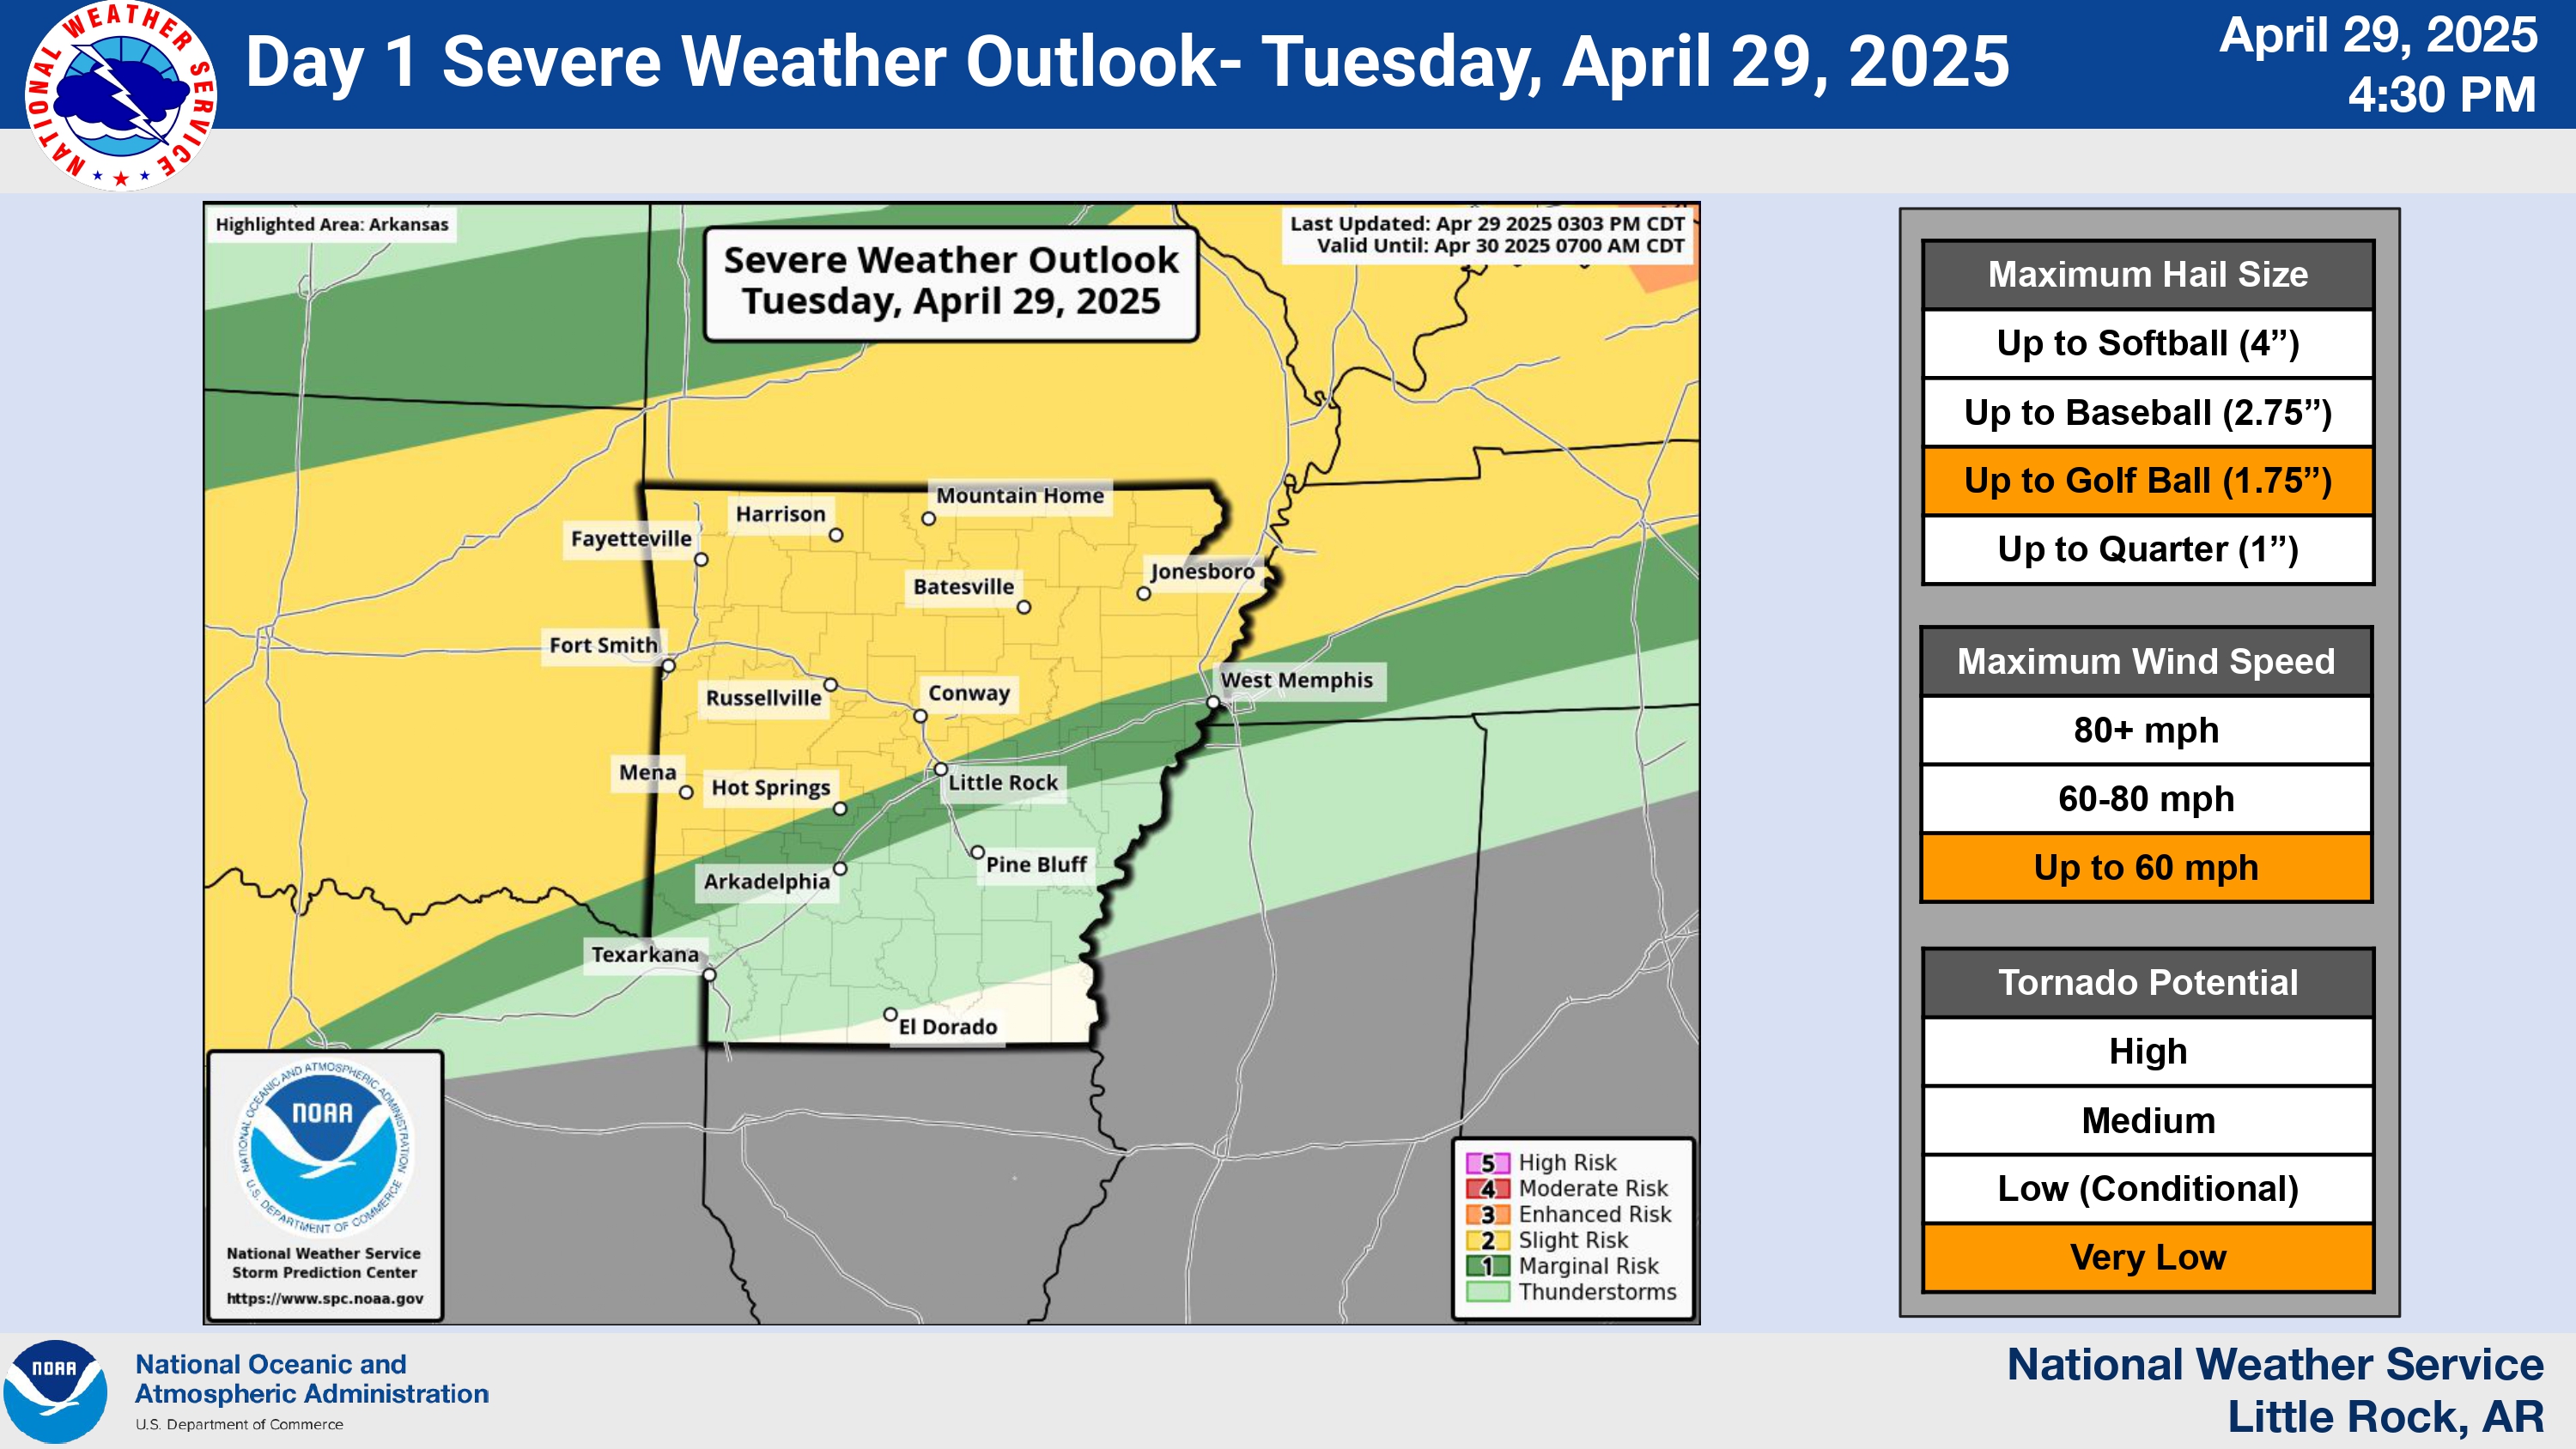 NATIONAL WEATHER SERVICE
Day 1 Severe Weather Outlook- Tuesday, April 29, 2025
April 29, 2025
4:30 PM
Highlighted Area: Arkansas
Severe Weather Outlook
Tuesday, April 29, 2025
Last Updated: Apr 29 2025 0303 PM CDT
Valid Until: Apr 30 2025 0700 AM CDT
Mountain Home
Harrison
Fayetteville
Jonesboro
Batesville
Fort Smith
West Memphis
Russellville
Conway
Mena
Hot Springs
Little Rock
Pine Bluff
Arkadelphia
Texarkana
El Dorado
NATIONAL OCEANIC AND ATMOSPHERIC ADMINISTRATION
NOAA
U.S. DEPARTMENT OF COMMERCE
National Weather Service
Storm Prediction Center
https://www.spc.noaa.gov
5 High Risk
4 Moderate Risk
3 Enhanced Risk
2 Slight Risk
1 Marginal Risk
Thunderstorms
Maximum Hail Size
Up to Softball (4”)
Up to Baseball (2.75”)
Up to Golf Ball (1.75”)
Up to Quarter (1”)
Maximum Wind Speed
80+ mph
60-80 mph
Up to 60 mph
Tornado Potential
High
Medium
Low (Conditional)
Very Low
NOAA
National Oceanic and
Atmospheric Administration
U.S. Department of Commerce
National Weather Service
Little Rock, AR